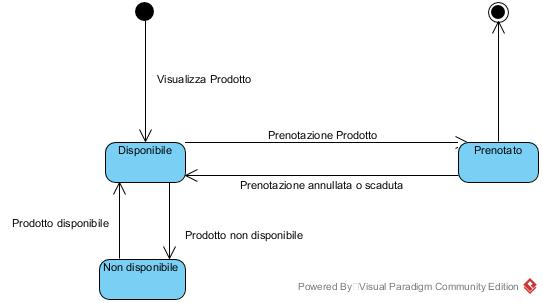 Visualizza Prodotto
Disponibile
Prenotazione Prodotto
Prenotato
Prenotazione annullata o scaduta
Prodotto disponibile
Prodotto non disponibile
Non disponibile
Powered By Visual Paradigm Community Edition